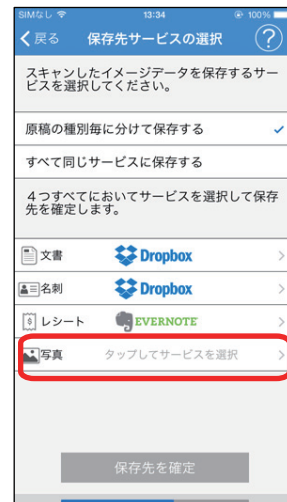 SIMなし 13:34 100%
戻る 保存先サービスの選択 ?
スキャンしたイメージデータを保存するサー
ビスを選択してください。
原稿の種別毎に分けて保存する
すべて同じサービスに保存する
４つすべてにおいてサービスを選択して保存
先を確定します。
文書 Dropbox
名刺 Dropbox
レシート EVERNOTE
写真 タップしてサービスを選択
保存先を確定